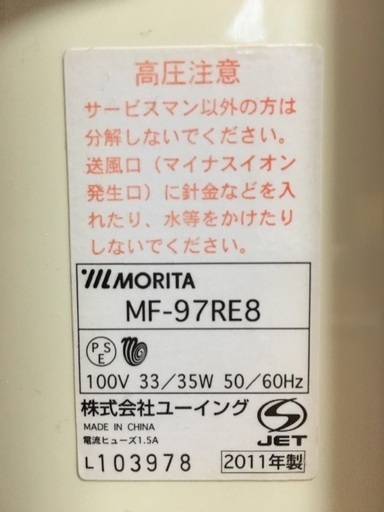 高圧注意
サービスマン以外の方は
分解しないでください。
送風口（マイナスイオン
発生口）に針金などを入
れたり、水等をかけたり
しないでください。
MORITA
MF-97RE8
PSE
100V 33/35W 50/60Hz
株式会社ユーイング
MADE IN CHINA
電流ヒューズ1.5A
JET
L103978 2011年製